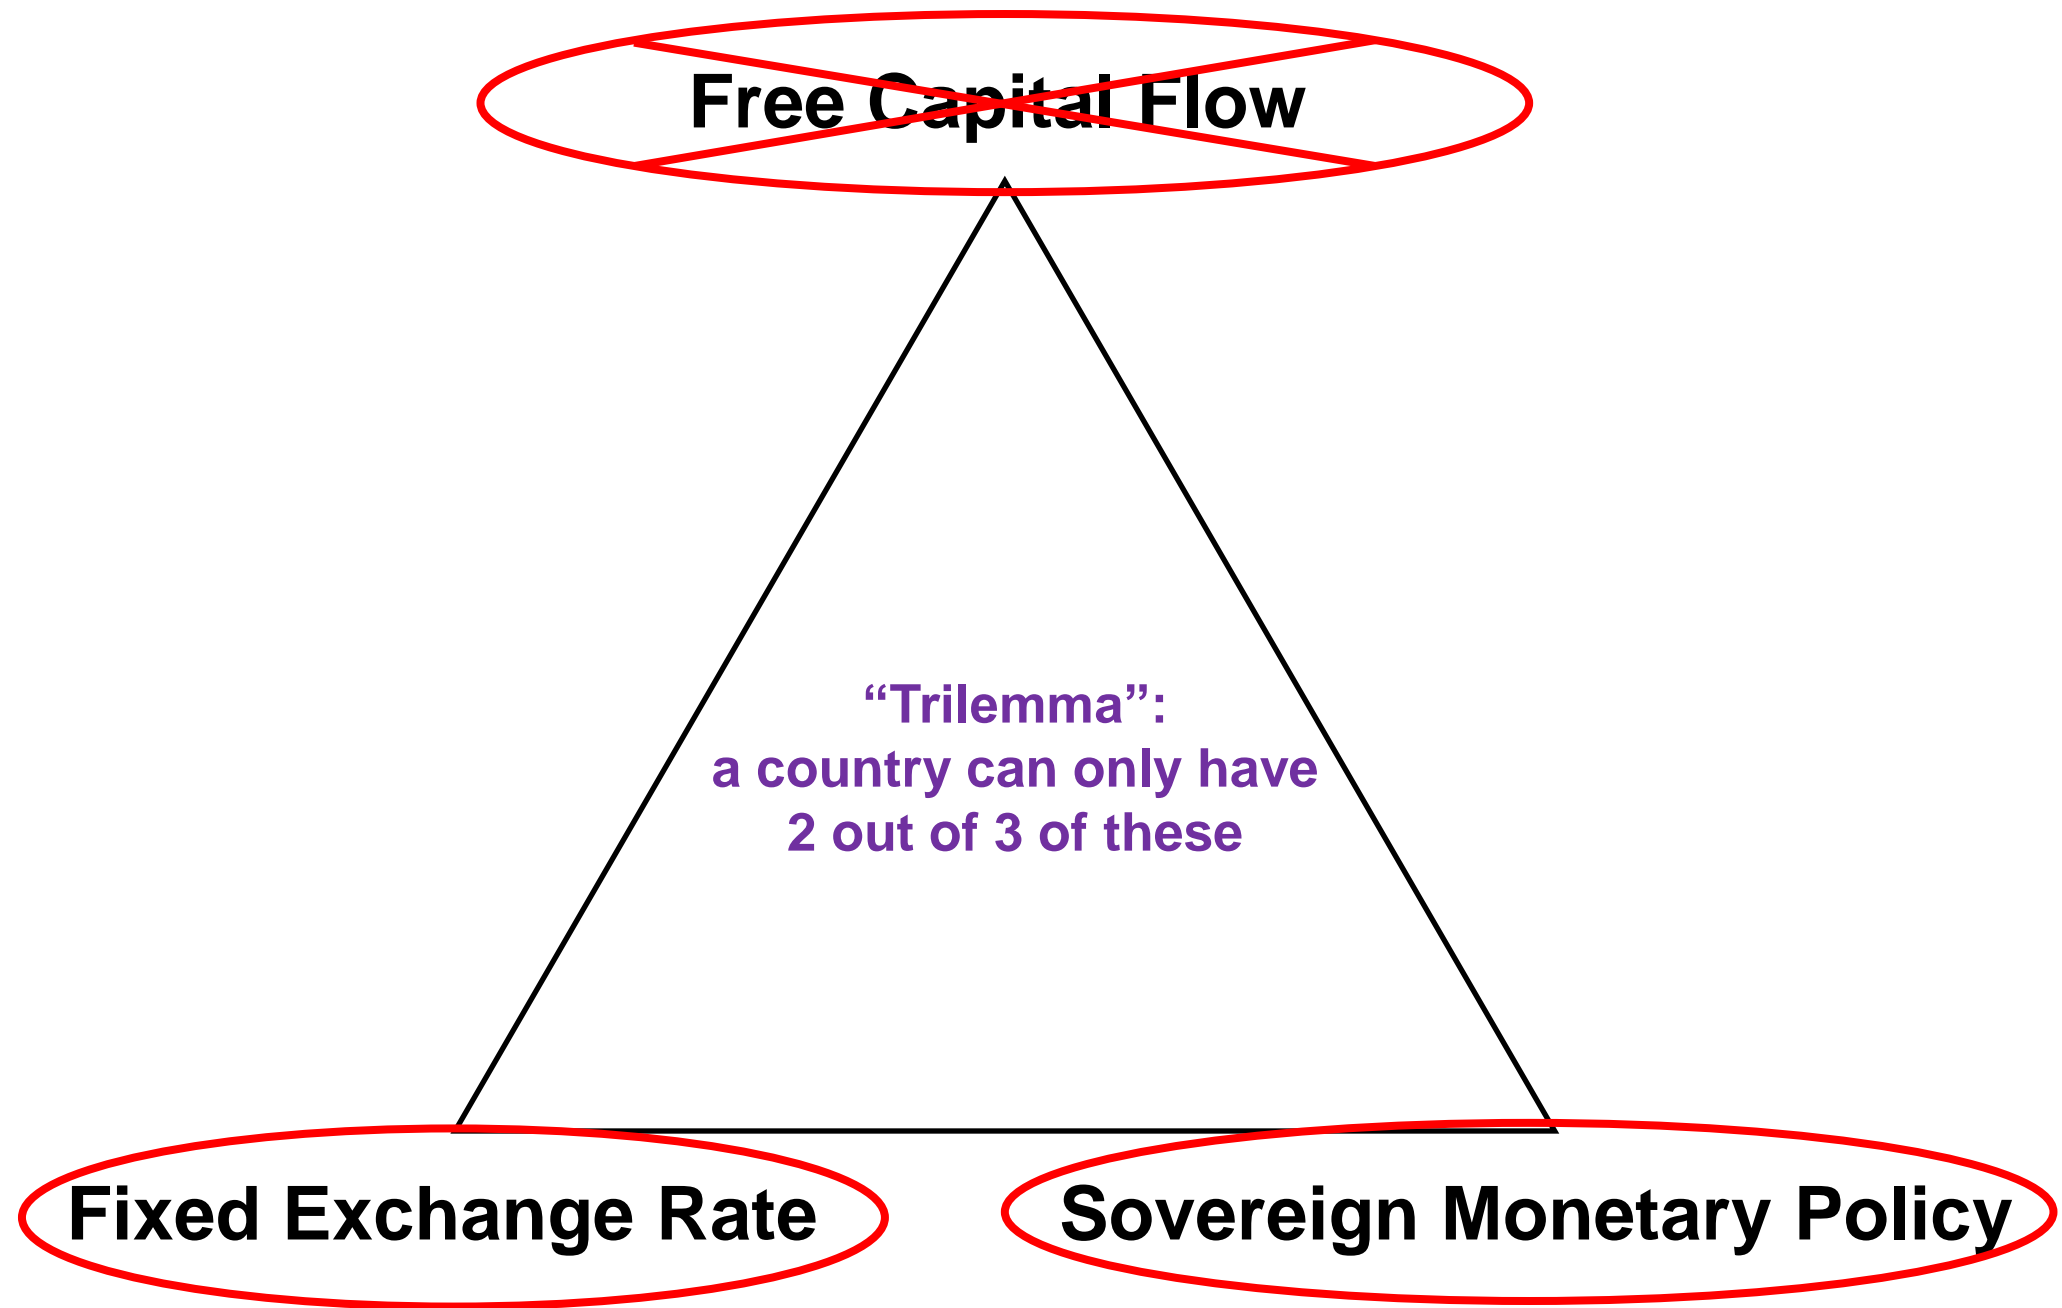 Free Capital Flow
“Trilemma”:
a country can only have
2 out of 3 of these
Fixed Exchange Rate
Sovereign Monetary Policy